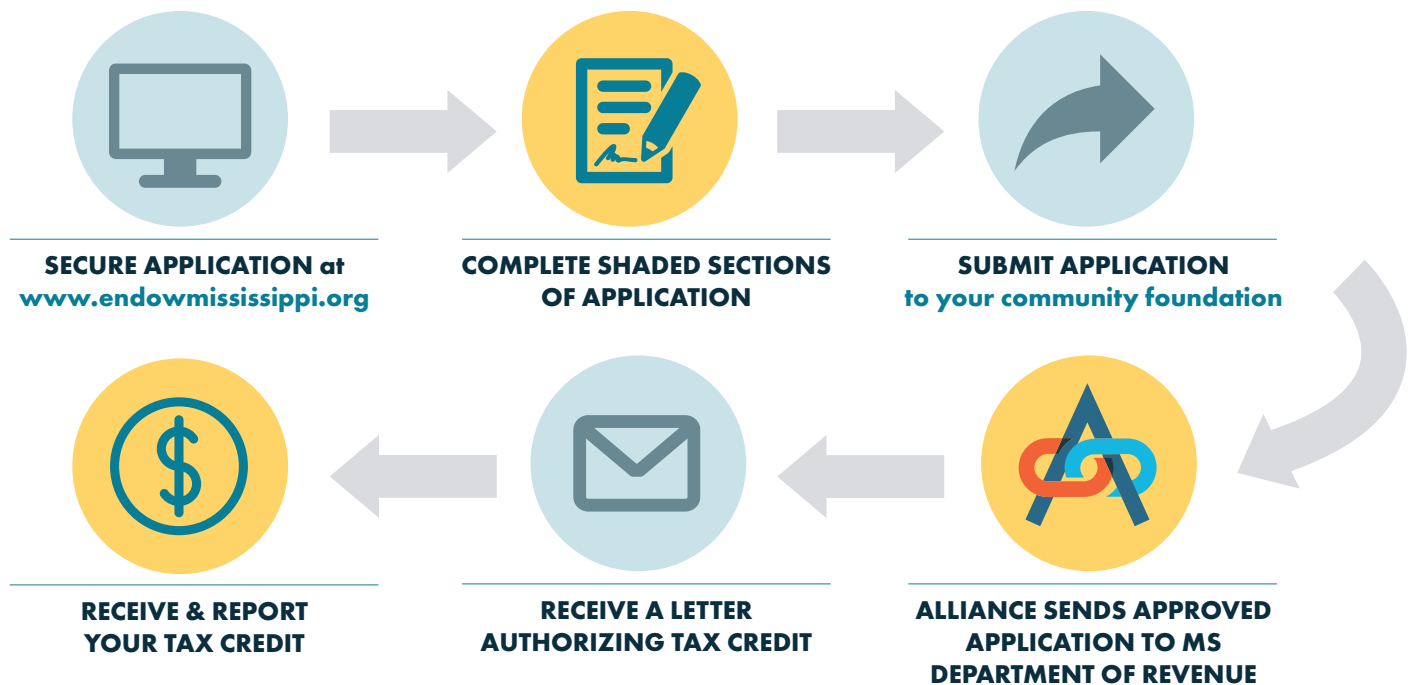 SECURE APPLICATION at
www.endowmississippi.org
COMPLETE SHADED SECTIONS
OF APPLICATION
SUBMIT APPLICATION
to your community foundation
ALLIANCE SENDS APPROVED
APPLICATION TO MS
DEPARTMENT OF REVENUE
RECEIVE A LETTER
AUTHORIZING TAX CREDIT
RECEIVE & REPORT
YOUR TAX CREDIT